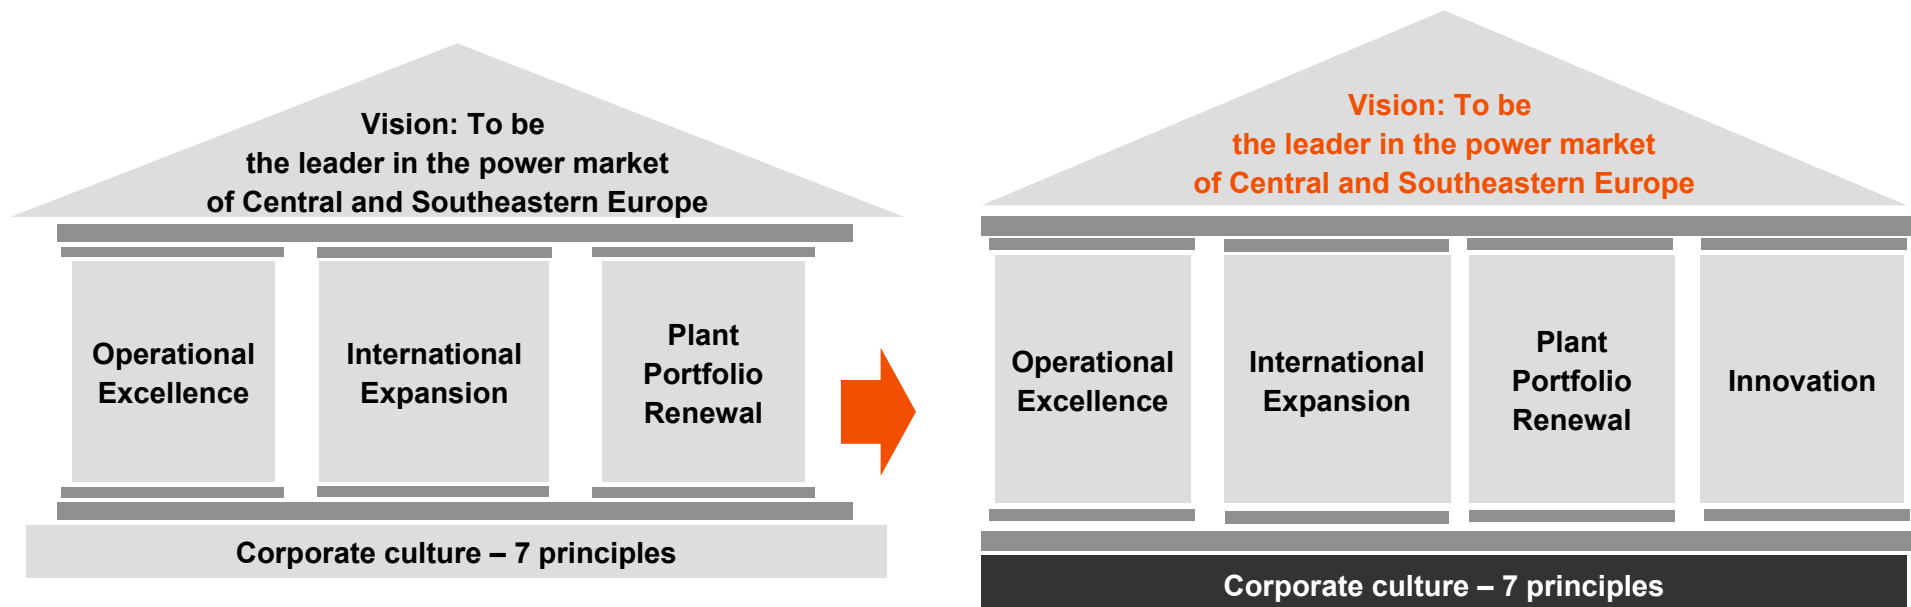 Vision: To be
the leader in the power market
of Central and Southeastern Europe
Operational
Excellence
International
Expansion
Plant
Portfolio
Renewal
Corporate culture – 7 principles
Vision: To be
the leader in the power market
of Central and Southeastern Europe
Operational
Excellence
International
Expansion
Plant
Portfolio
Renewal
Innovation
Corporate culture – 7 principles